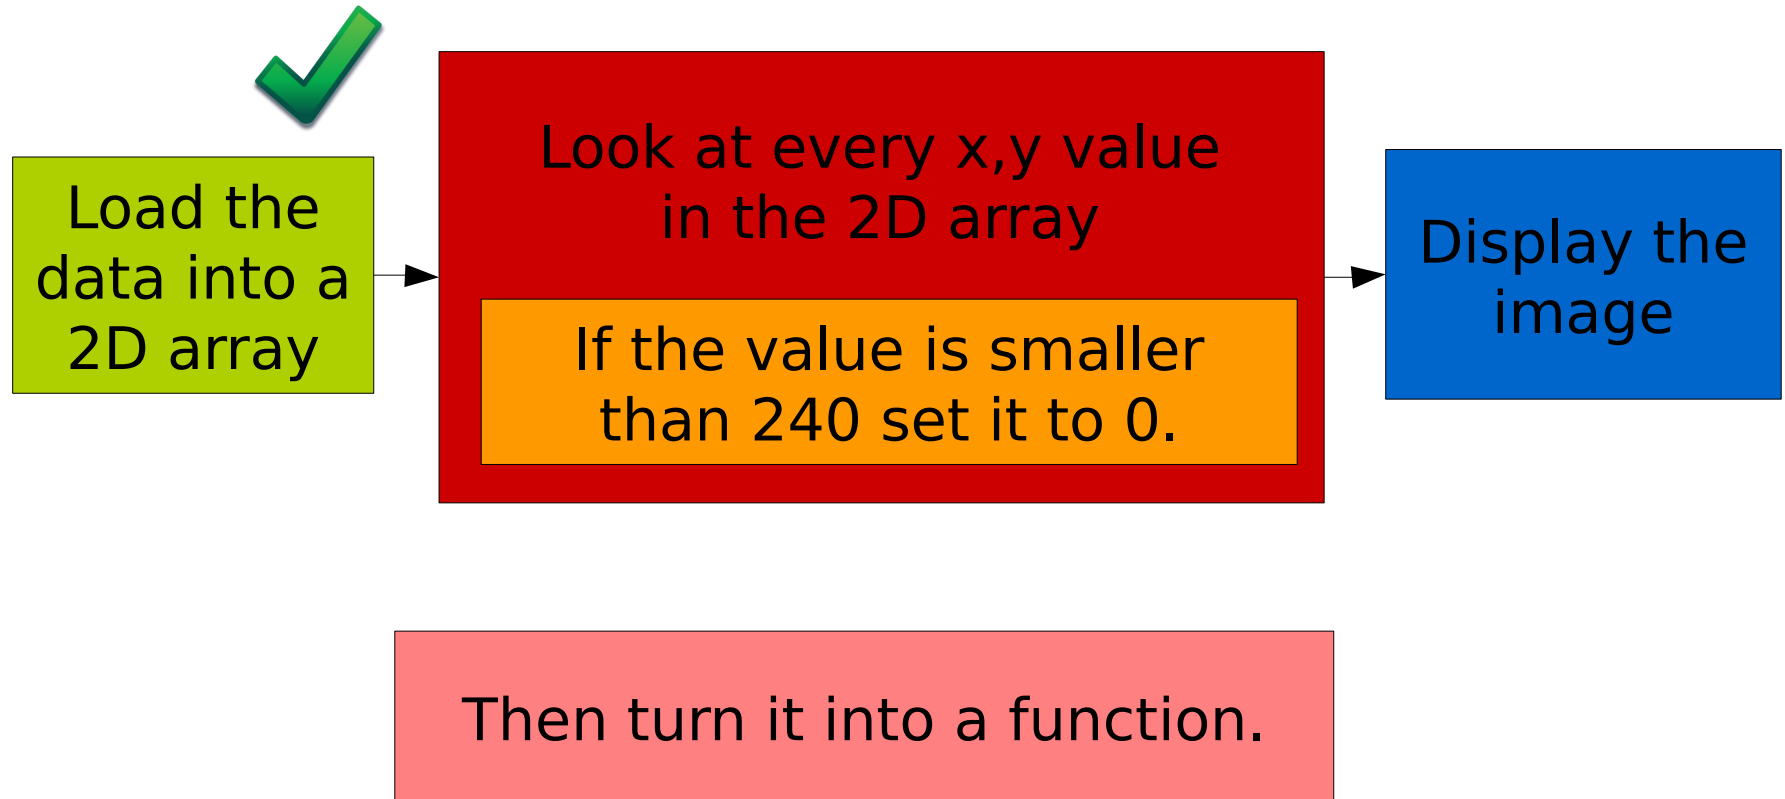 Load the
data into a
2D array
Look at every x,y value
in the 2D array
If the value is smaller
than 240 set it to 0.
Display the
image
Then turn it into a function.